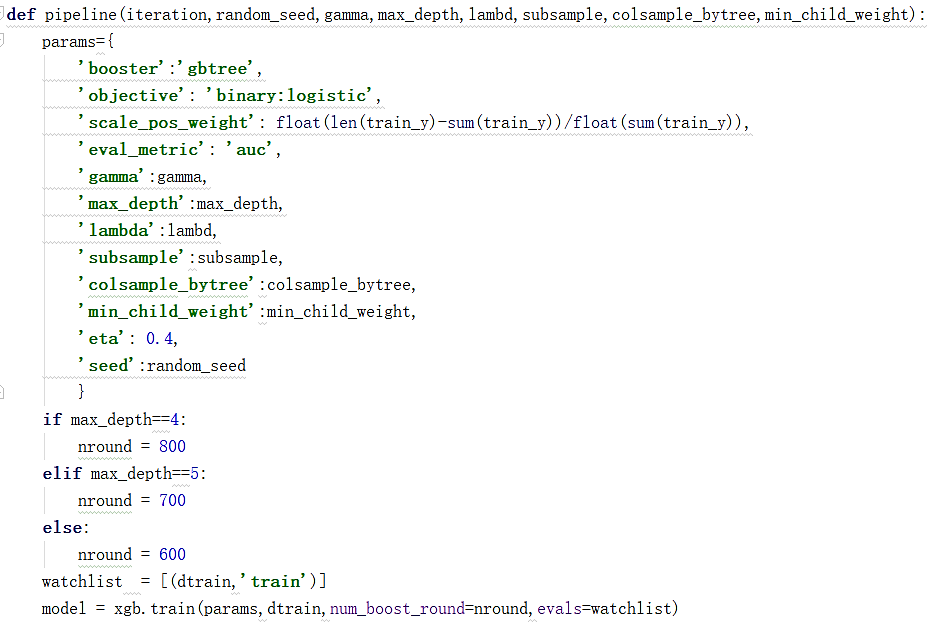 def pipeline(iteration,random_seed,gamma,max_depth,lambd,subsample,colsample_bytree,min_child_weight):
    params={
        'booster':'gbtree',
        'objective': 'binary:logistic',
        'scale_pos_weight': float(len(train_y)-sum(train_y))/float(sum(train_y)),
        'eval_metric': 'auc',
        'gamma':gamma,
        'max_depth':max_depth,
        'lambda':lambd,
        'subsample':subsample,
        'colsample_bytree':colsample_bytree,
        'min_child_weight':min_child_weight,
        'eta': 0.4,
        'seed':random_seed
        }
    if max_depth==4:
        nround = 800
    elif max_depth==5:
        nround = 700
    else:
        nround = 600
    watchlist  = [(dtrain,'train')]
    model = xgb.train(params,dtrain,num_boost_round=nround,evals=watchlist)